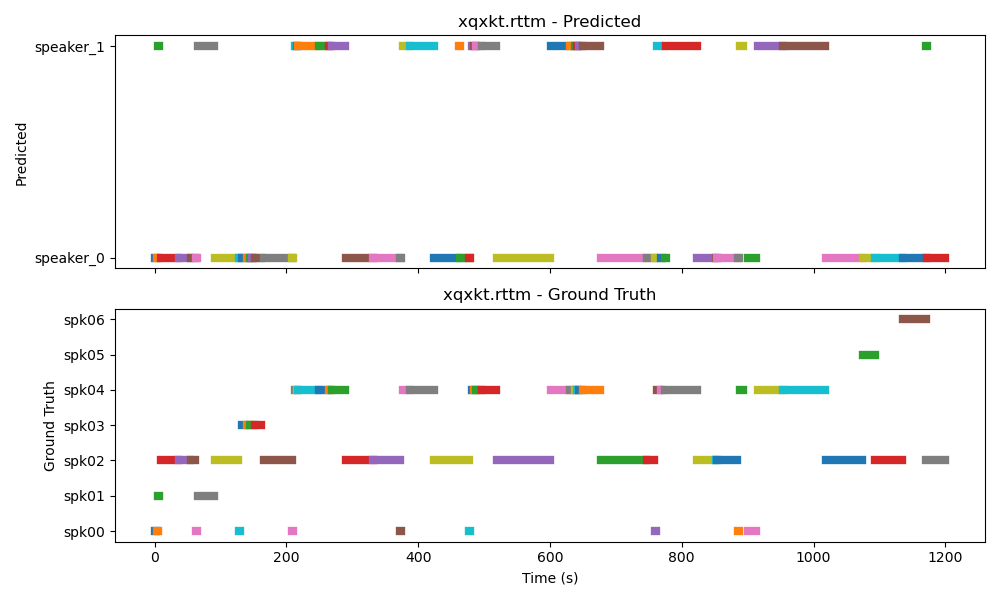 xqxkt.rttm - Predicted
speaker_1
speaker_0
Predicted
xqxkt.rttm - Ground Truth
spk06
spk05
spk04
spk03
spk02
spk01
spk00
Ground Truth
0 200 400 600 800 1000 1200
Time (s)